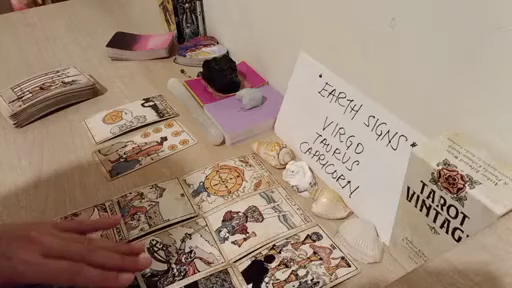 "EARTH SIGNS"
VIRGO
TAURUS
CAPRICORN
TAROT
VINTAGE